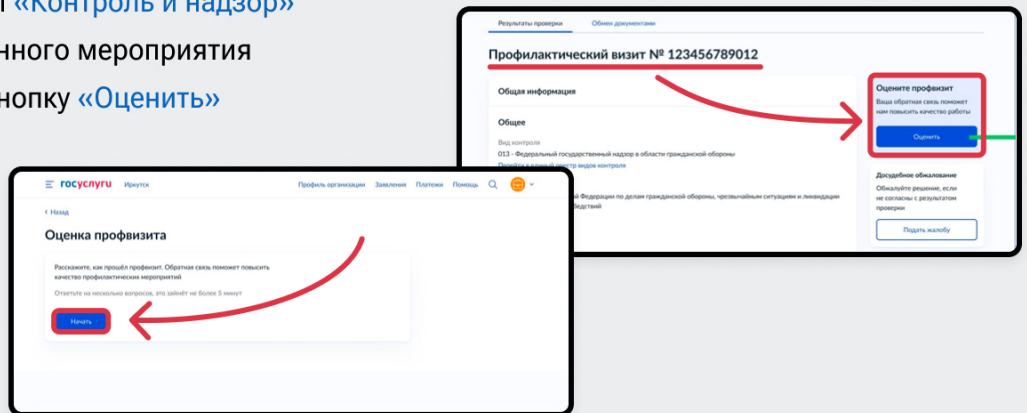 «Контроль и надзор»
мероприятия
«Оценить»
Результаты проверки Обмен документами
Профилактический визит № 123456789012
Общая информация
Общее
Вид контроля
013 - Федеральный государственный надзор в области гражданской обороны
Перейти в единый реестр видов контроля
Федерации по делам гражданской обороны, чрезвычайным ситуациям и ликвидации
Оцените профвизит
Ваша обратная связь поможет
нам повысить качество работы
Оценить
Досудебное обжалование
Обжалуйте решение, если
не согласны с результатом
проверки
Подать жалобу
госуслуги Иркутск Профиль организации Заявления Платежи Помощь
Назад
Оценка профвизита
Расскажите, как прошёл профвизит. Обратная связь поможет повысить
качество профилактических мероприятий
Ответьте на несколько вопросов, это займёт не более 5 минут
Начать